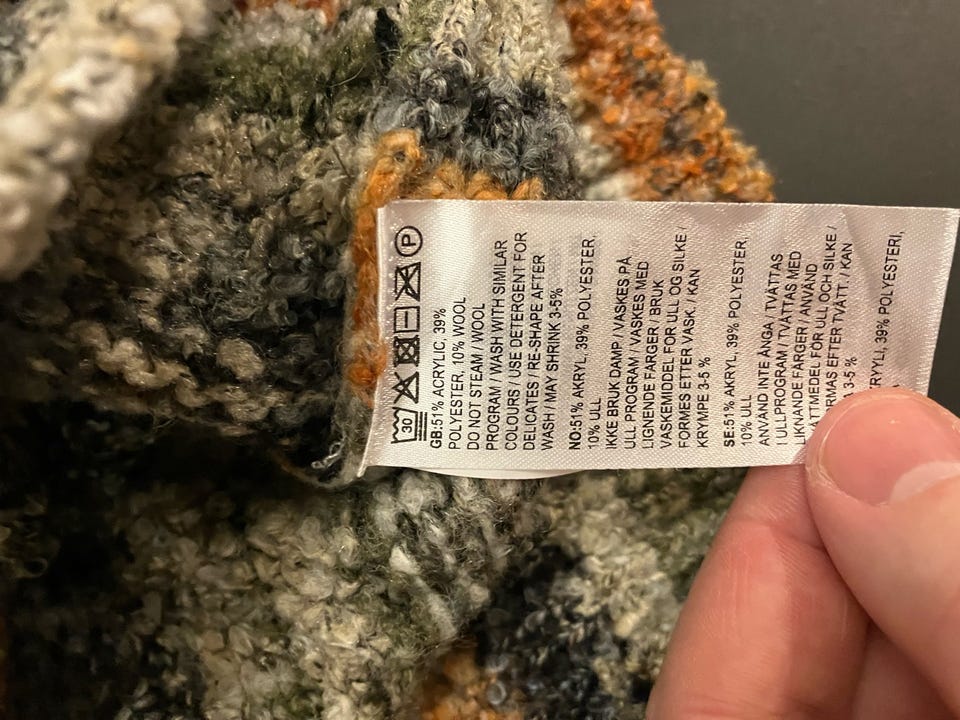 30 P
GB:51% ACRYLIC, 39%
POLYESTER, 10% WOOL
DO NOT STEAM / WOOL
PROGRAM / WASH WITH SIMILAR
COLOURS / USE DETERGENT FOR
DELICATES / RE-SHAPE AFTER
WASH / MAY SHRINK 3-5%
NO:51% AKRYL, 39% POLYESTER,
10% ULL
IKKE BRUK DAMP / VASKES PÅ
ULL PROGRAM / VASKES MED
LIGNENDE FARGER / BRUK
VASKEMIDDEL FOR ULL OG SILKE /
FORMES ETTER VASK. / KAN
KRYMPE 3-5 %
SE:51% AKRYL, 39% POLYESTER,
10% ULL
ANVÄND INTE ÅNGA / TVÄTTAS
I ULLPROGRAM / TVÄTTAS MED
LIKNANDE FÄRGER / ANVÄND
FÖR ULL OCH SILKE /
EFTER TVÄTT. / KAN
3-5 %
39% POLYESTERI,